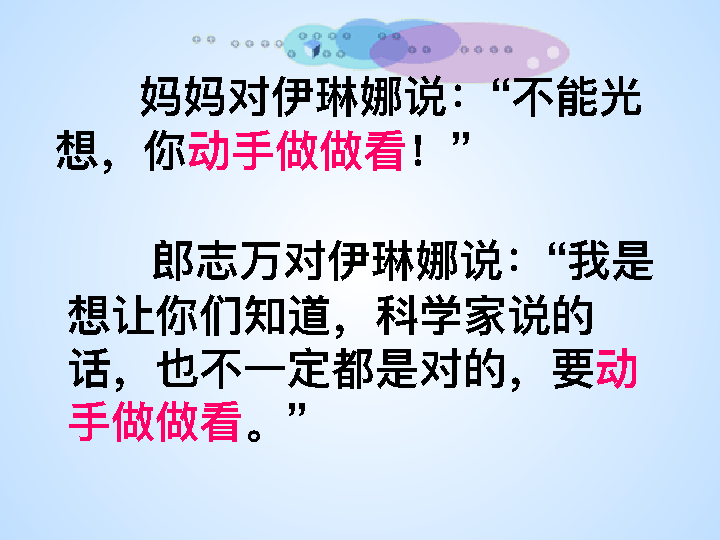 妈妈对伊琳娜说：“不能光
想，你动手做做看！”
郎志万对伊琳娜说：“我是
想让你们知道，科学家说的
话，也不一定都是对的，要动
手做做看。”